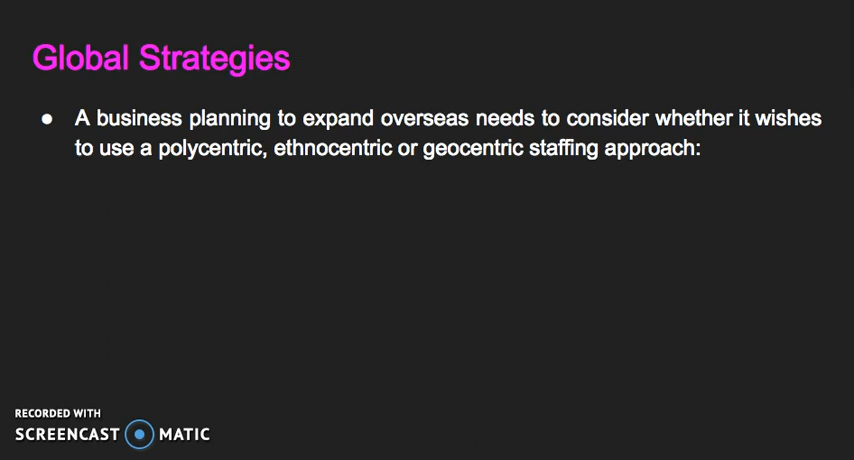 Global Strategies
● A business planning to expand overseas needs to consider whether it wishes
to use a polycentric, ethnocentric or geocentric staffing approach:
RECORDED WITH
SCREENCAST MATIC